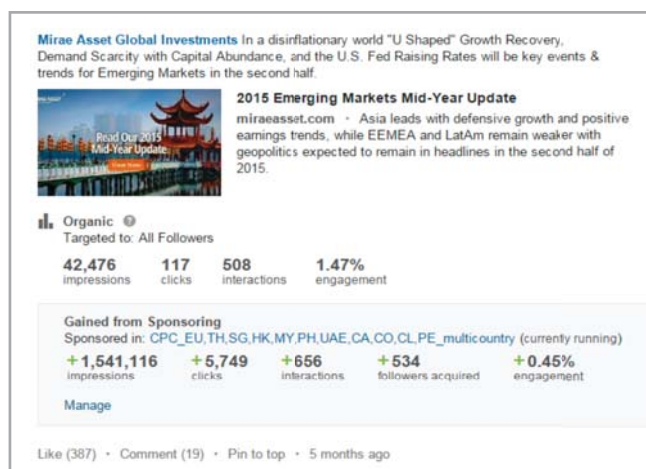 Mirae Asset Global Investments In a disinflationary world "U Shaped" Growth Recovery,
Demand Scarcity with Capital Abundance, and the U.S. Fed Raising Rates will be key events &
trends for Emerging Markets in the second half.
Read Our 2015
Mid-Year Update
2015 Emerging Markets Mid-Year Update
miraeasset.com · Asia leads with defensive growth and positive
earnings trends, while EEMEA and LatAm remain weaker with
geopolitics expected to remain in headlines in the second half of
2015.
Organic ?
Targeted to: All Followers
42,476 117 508 1.47%
impressions clicks interactions engagement
Gained from Sponsoring
Sponsored in: CPC_EU,TH,SG,HK,MY,PH,UAE,CA,CO,CL,PE_multicountry (currently running)
+1,541,116 +5,749 +656 +534 +0.45%
impressions clicks interactions followers acquired engagement
Manage
Like (387) · Comment (19) · Pin to top · 5 months ago